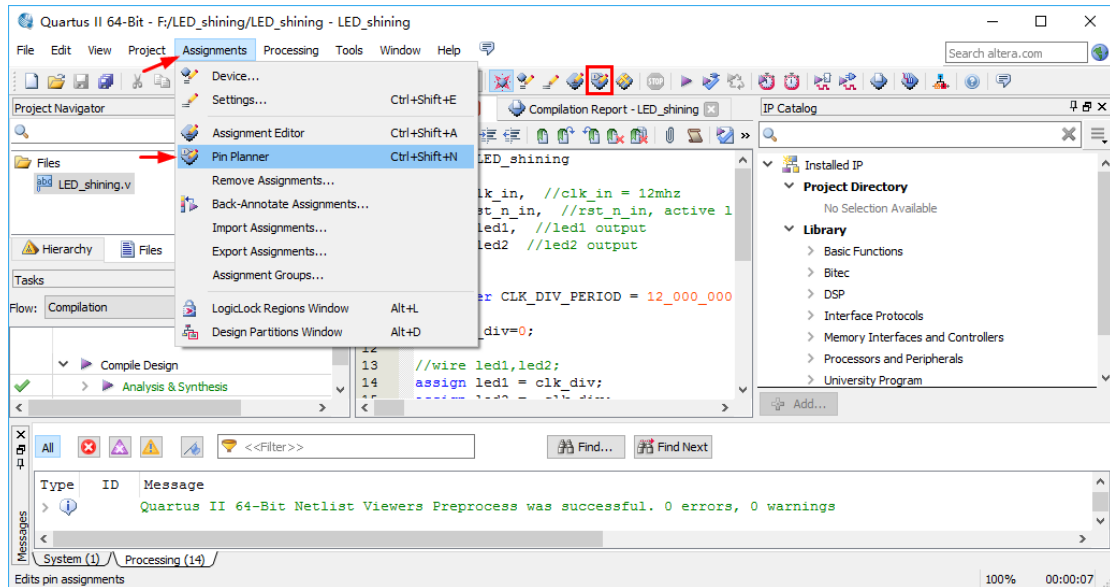 Quartus II 64-Bit - F:/LED_shining/LED_shining - LED_shining
File Edit View Project Assignments Processing Tools Window Help
Search altera.com
Device...
Settings... Ctrl+Shift+E
Assignment Editor Ctrl+Shift+A
Pin Planner Ctrl+Shift+N
Remove Assignments...
Back-Annotate Assignments...
Import Assignments...
Export Assignments...
Assignment Groups...
LogicLock Regions Window Alt+L
Design Partitions Window Alt+D
Project Navigator
Files
LED_shining.v
Hierarchy Files
Tasks
Flow: Compilation
Compile Design
Analysis & Synthesis
Compilation Report - LED_shining
LED_shining
lk_in, //clk_in = 12mhz
st_n_in, //rst_n_in, active l
led1, //led1 output
led2 //led2 output
er CLK_DIV_PERIOD = 12_000_000
_div=0;
12
13 //wire led1,led2;
14 assign led1 = clk_div;
IP Catalog
Installed IP
Project Directory
No Selection Available
Library
Basic Functions
Bitec
DSP
Interface Protocols
Memory Interfaces and Controllers
Processors and Peripherals
University Program
Add...
All <<Filter>> Find... Find Next
Type ID Message
Quartus II 64-Bit Netlist Viewers Preprocess was successful. 0 errors, 0 warnings
Messages
System (1) Processing (14)
Edits pin assignments 100% 00:00:07